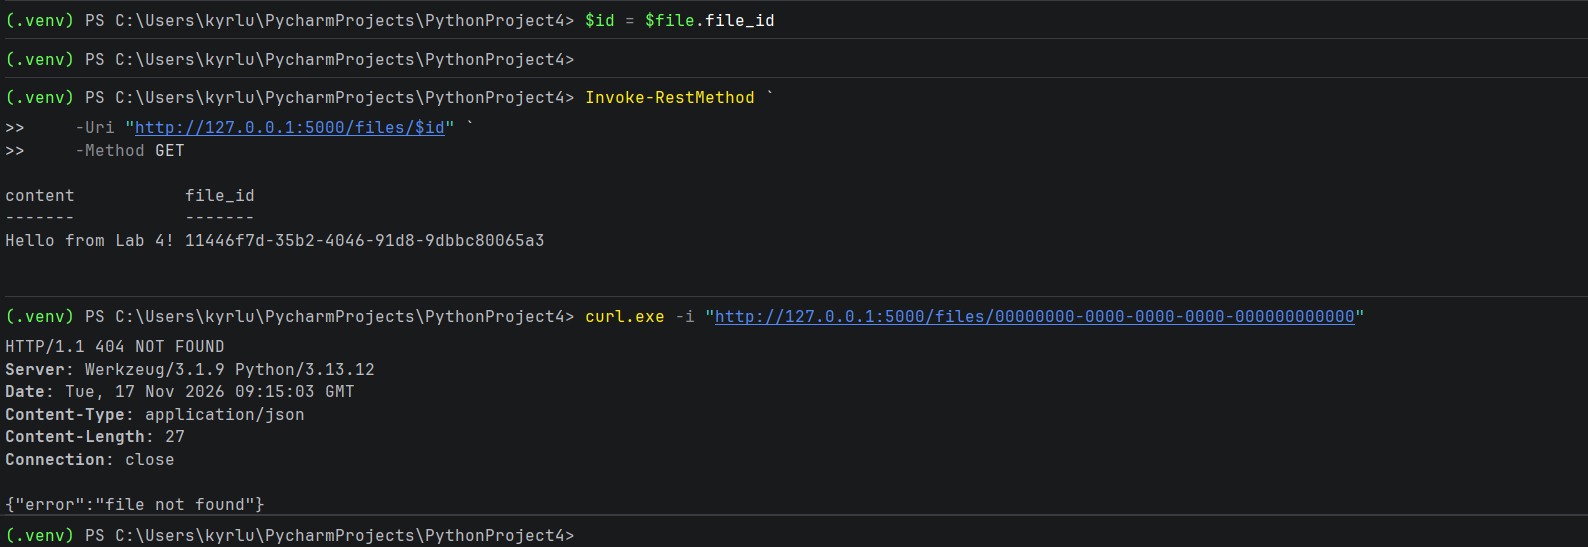 (.venv) PS C:\Users\kyrlu\PycharmProjects\PythonProject4> $id = $file.file_id
(.venv) PS C:\Users\kyrlu\PycharmProjects\PythonProject4>
(.venv) PS C:\Users\kyrlu\PycharmProjects\PythonProject4> Invoke-RestMethod `
>>     -Uri "http://127.0.0.1:5000/files/$id" `
>>     -Method GET
content           file_id
-------           -------
Hello from Lab 4! 11446f7d-35b2-4046-91d8-9dbbc80065a3
(.venv) PS C:\Users\kyrlu\PycharmProjects\PythonProject4> curl.exe -i "http://127.0.0.1:5000/files/00000000-0000-0000-0000-000000000000"
HTTP/1.1 404 NOT FOUND
Server: Werkzeug/3.1.9 Python/3.13.12
Date: Tue, 17 Nov 2026 09:15:03 GMT
Content-Type: application/json
Content-Length: 27
Connection: close
{"error":"file not found"}
(.venv) PS C:\Users\kyrlu\PycharmProjects\PythonProject4>